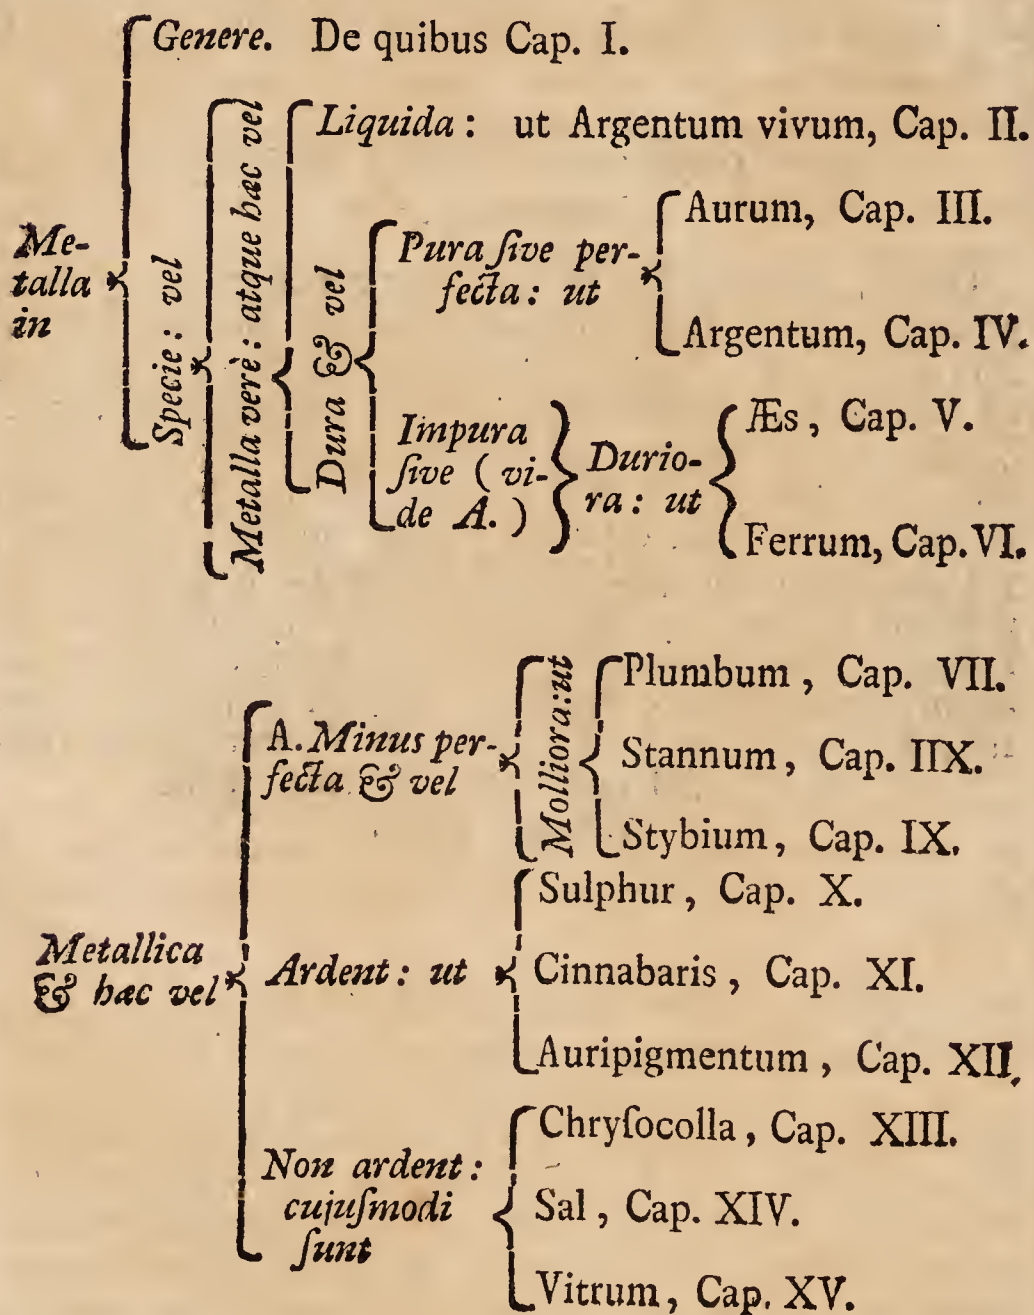 Me-
talla
in
Genere. De quibus Cap. I.
Specie: vel
Metalla verè: atque hæc vel
Liquida: ut Argentum vivum, Cap. II.
Dura & vel
Pura ſive per-
fecta: ut
Aurum, Cap. III.
Argentum, Cap. IV.
Impura
ſive (vi-
de A.)
Durio-
ra: ut
Æs, Cap. V.
Ferrum, Cap. VI.
Metallica
& hæc vel
A. Minus per-
fecta & vel
Molliora: ut
Plumbum, Cap. VII.
Stannum, Cap. IIX.
Stybium, Cap. IX.
Ardent: ut
Sulphur, Cap. X.
Cinnabaris, Cap. XI.
Auripigmentum, Cap. XII.
Non ardent:
cujuſmodi
ſunt
Chryſocolla, Cap. XIII.
Sal, Cap. XIV.
Vitrum, Cap. XV.